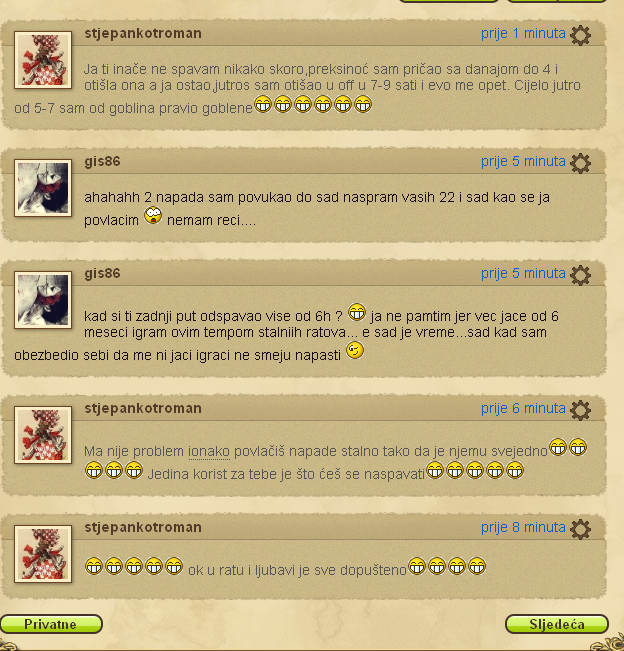 stjepankotroman prije 1 minuta
Ja ti inače ne spavam nikako skoro,preksinoć sam pričao sa danajom do 4 i
otišla ona a ja ostao,jutros sam otišao u off u 7-9 sati i evo me opet. Cijelo jutro
od 5-7 sam od goblina pravio goblene
gis86 prije 5 minuta
ahahahh 2 napada sam povukao do sad naspram vasih 22 i sad kao se ja
povlacim nemam reci....
gis86 prije 5 minuta
kad si ti zadnji put odspavao vise od 6h ? ja ne pamtim jer vec jace od 6
meseci igram ovim tempom stalniih ratova... e sad je vreme...sad kad sam
obezbedio sebi da me ni jaci igraci ne smeju napasti
stjepankotroman prije 6 minuta
Ma nije problem ionako povlačiš napade stalno tako da je njemu svejedno
Jedina korist za tebe je što ćeš se naspavati
stjepankotroman prije 8 minuta
ok u ratu i ljubavi je sve dopušteno
Privatne Sljedeća